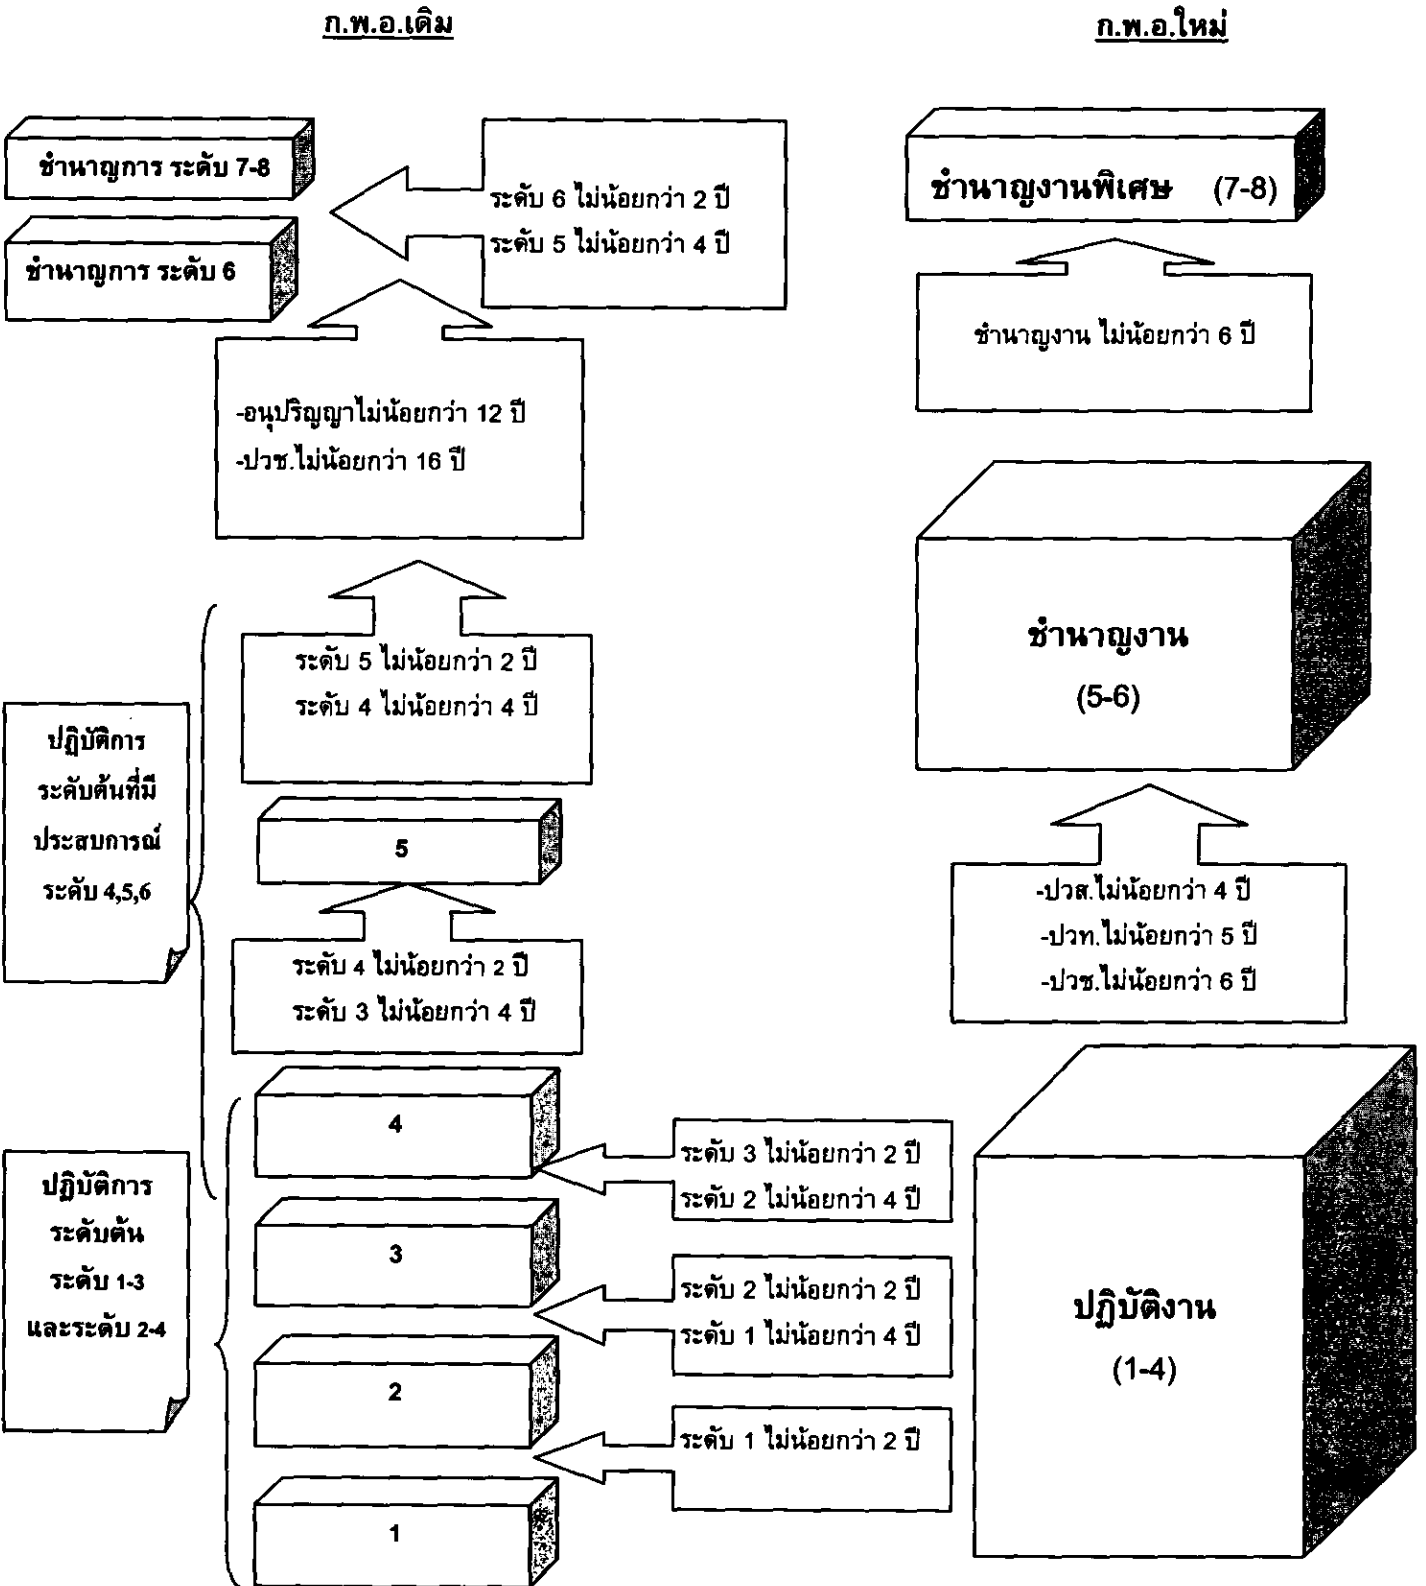 ก.พ.อ.เดิม
ก.พ.อ.ใหม่
ชำนาญการ ระดับ 7-8
ชำนาญการ ระดับ 6
ระดับ 6 ไม่น้อยกว่า 2 ปี
ระดับ 5 ไม่น้อยกว่า 4 ปี
-อนุปริญญาไม่น้อยกว่า 12 ปี
-ปวช.ไม่น้อยกว่า 16 ปี
ระดับ 5 ไม่น้อยกว่า 2 ปี
ระดับ 4 ไม่น้อยกว่า 4 ปี
ปฏิบัติการ
ระดับต้นที่มี
ประสบการณ์
ระดับ 4,5,6
5
ระดับ 4 ไม่น้อยกว่า 2 ปี
ระดับ 3 ไม่น้อยกว่า 4 ปี
ปฏิบัติการ
ระดับต้น
ระดับ 1-3
และระดับ 2-4
4
3
2
1
ระดับ 3 ไม่น้อยกว่า 2 ปี
ระดับ 2 ไม่น้อยกว่า 4 ปี
ระดับ 2 ไม่น้อยกว่า 2 ปี
ระดับ 1 ไม่น้อยกว่า 4 ปี
ระดับ 1 ไม่น้อยกว่า 2 ปี
ชำนาญงานพิเศษ (7-8)
ชำนาญงาน ไม่น้อยกว่า 6 ปี
ชำนาญงาน
(5-6)
-ปวส.ไม่น้อยกว่า 4 ปี
-ปวท.ไม่น้อยกว่า 5 ปี
-ปวช.ไม่น้อยกว่า 6 ปี
ปฏิบัติงาน
(1-4)